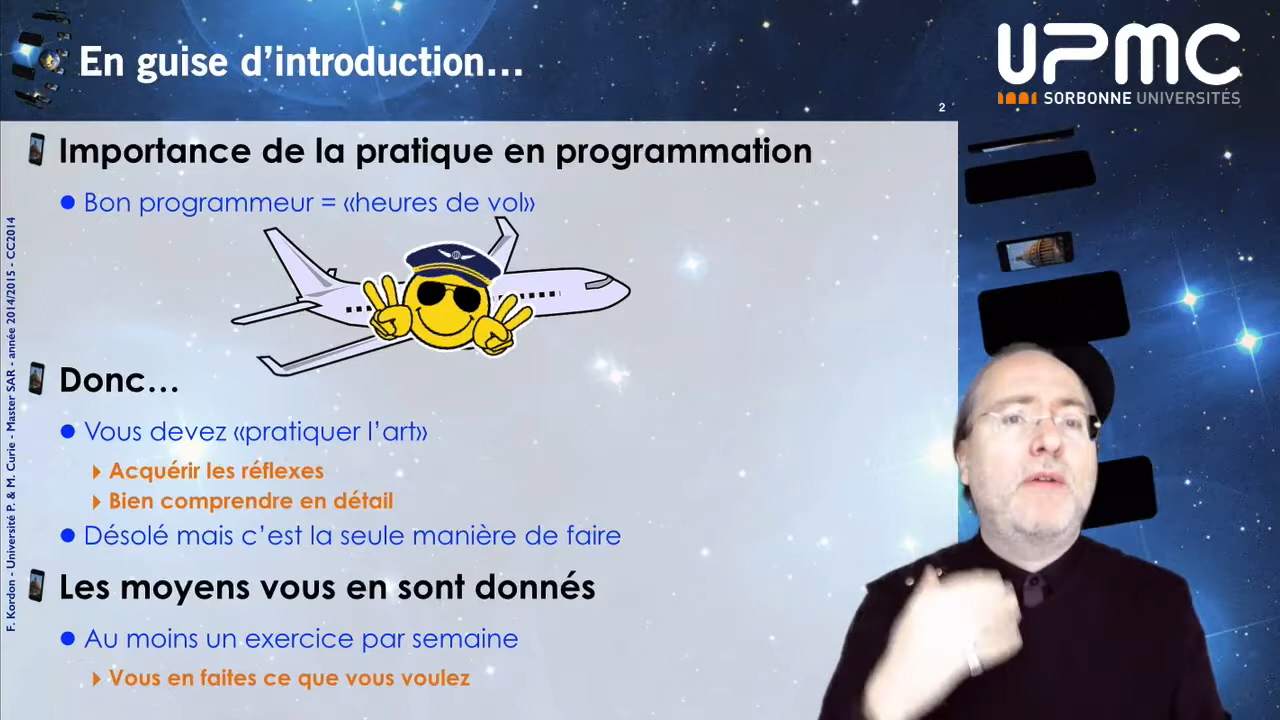 En guise d’introduction...
UPMC
SORBONNE UNIVERSITÉS
2
Importance de la pratique en programmation
Bon programmeur = «heures de vol»
Donc...
Vous devez «pratiquer l’art»
Acquérir les réflexes
Bien comprendre en détail
Désolé mais c’est la seule manière de faire
Les moyens vous en sont donnés
Au moins un exercice par semaine
Vous en faites ce que vous voulez
F. Kordon - Université P. & M. Curie - Master SAR - année 2014/2015 - CC2014